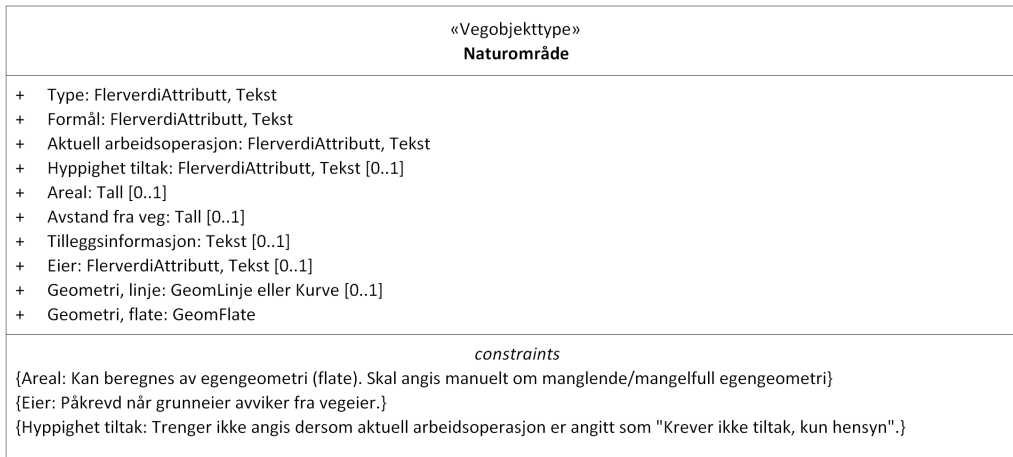 «Vegobjekttype»
Naturområde
+ Type: FlerverdiAttributt, Tekst
+ Formål: FlerverdiAttributt, Tekst
+ Aktuell arbeidsoperasjon: FlerverdiAttributt, Tekst
+ Hyppighet tiltak: FlerverdiAttributt, Tekst [0..1]
+ Areal: Tall [0..1]
+ Avstand fra veg: Tall [0..1]
+ Tilleggsinformasjon: Tekst [0..1]
+ Eier: FlerverdiAttributt, Tekst [0..1]
+ Geometri, linje: GeomLinje eller Kurve [0..1]
+ Geometri, flate: GeomFlate
constraints
{Areal: Kan beregnes av egengeometri (flate). Skal angis manuelt om manglende/mangelfull egengeometri}
{Eier: Påkrevd når grunneier avviker fra vegeier.}
{Hyppighet tiltak: Trenger ikke angis dersom aktuell arbeidsoperasjon er angitt som "Krever ikke tiltak, kun hensyn".}